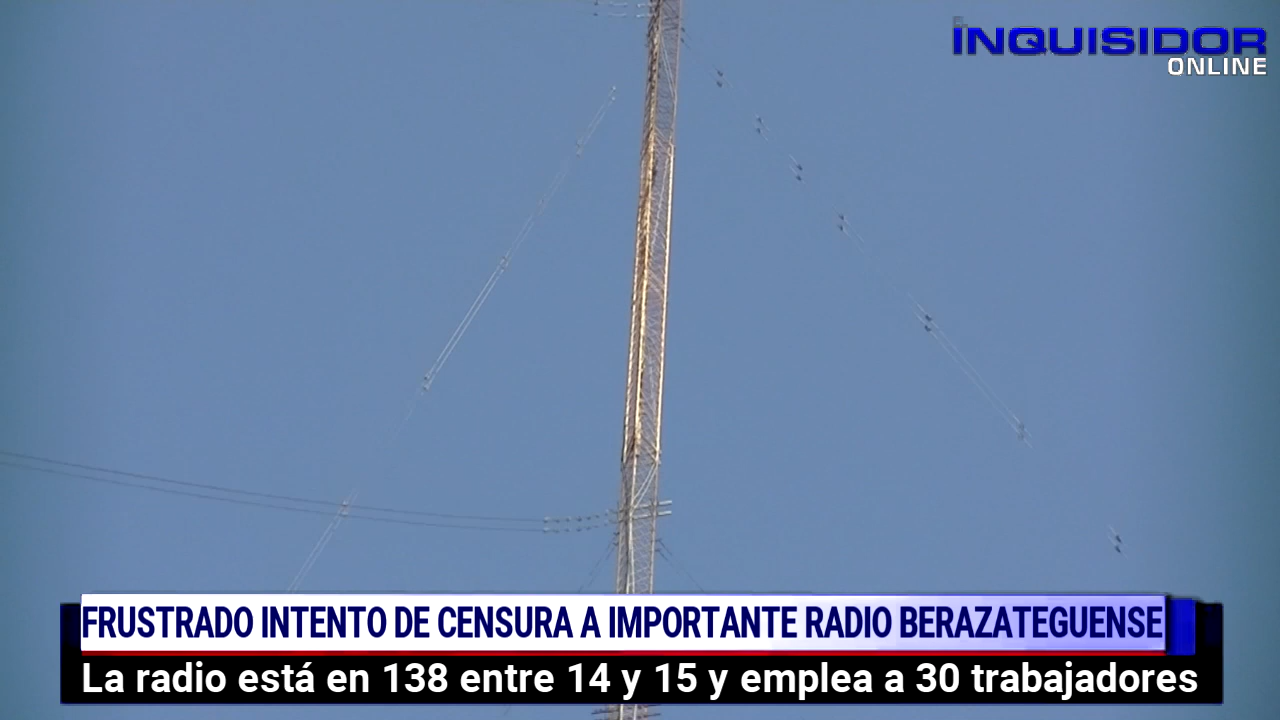 El
INQUISIDOR
ONLINE
FRUSTRADO INTENTO DE CENSURA A IMPORTANTE RADIO BERAZATEGUENSE
La radio está en 138 entre 14 y 15 y emplea a 30 trabajadores